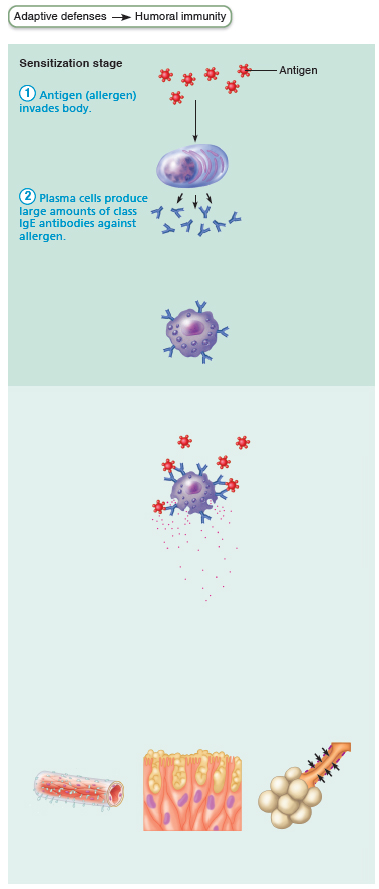 Adaptive defenses → Humoral immunity
Sensitization stage
Antigen
1 Antigen (allergen)
invades body.
2 Plasma cells produce
large amounts of class
IgE antibodies against
allergen.